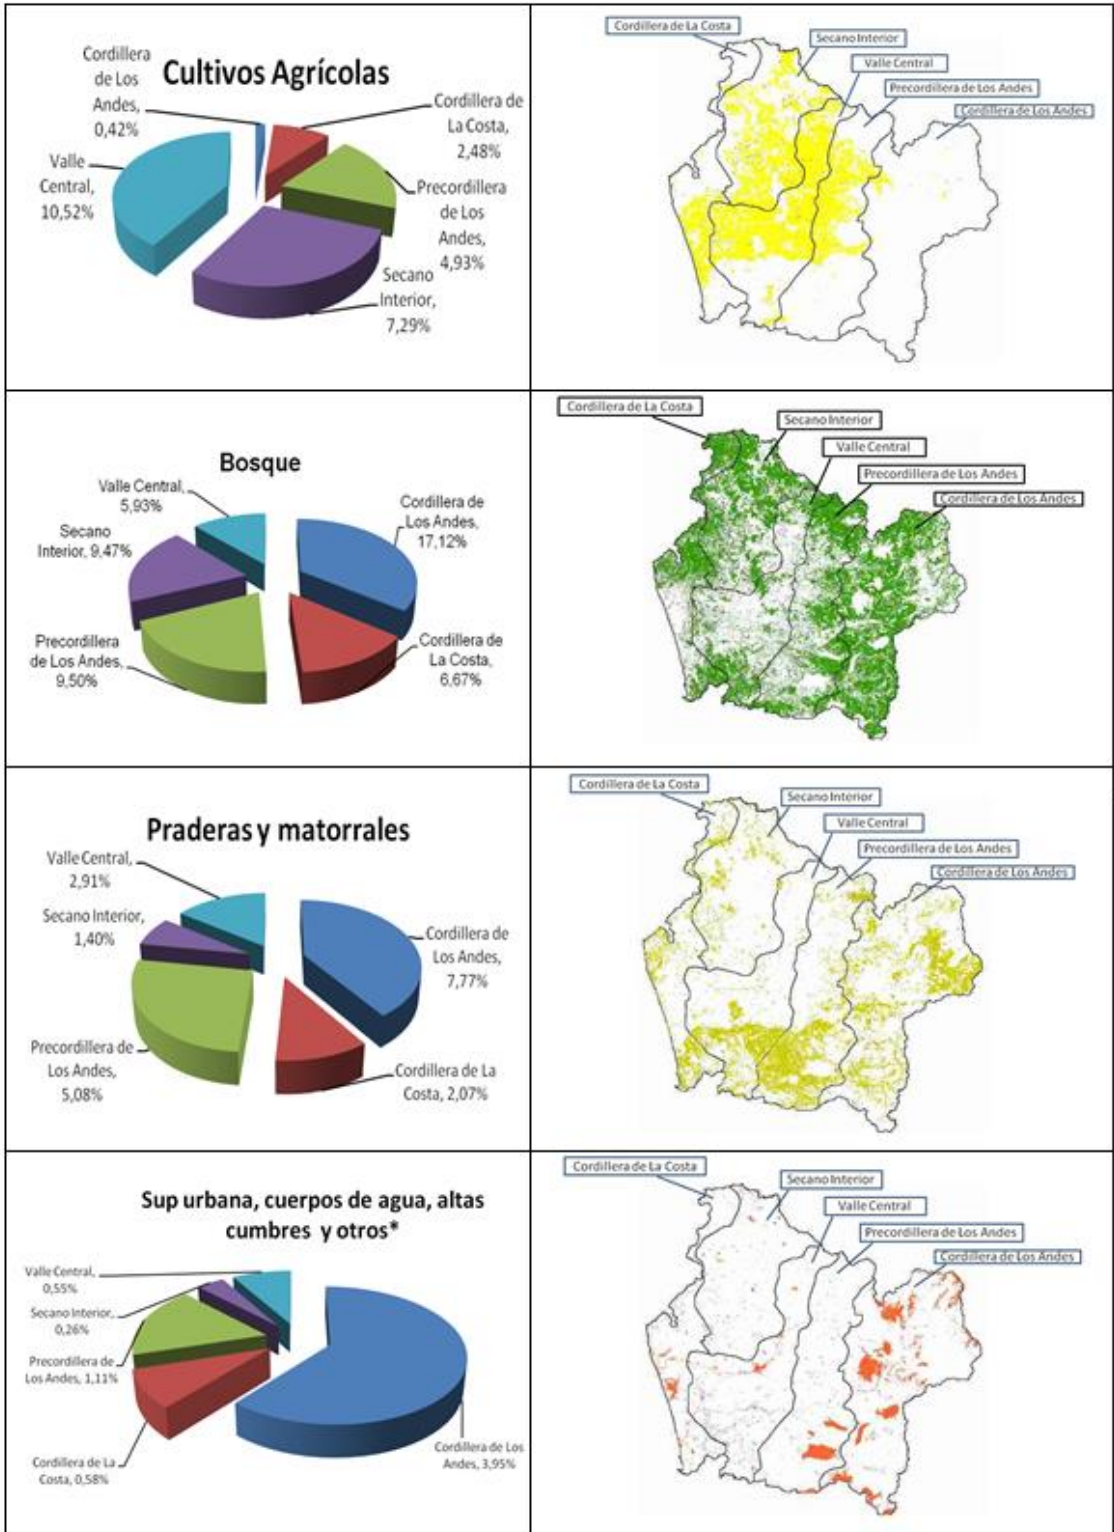 Cultivos Agrícolas
Cordillera
de Los
Andes,
0,42%
Cordillera de
La Costa,
2,48%
Valle
Central,
10,52%
Precordillera
de Los
Andes,
4,93%
Secano
Interior,
7,29%
Cordillera de La Costa
Secano Interior
Valle Central
Precordillera de Los Andes
Cordillera de Los Andes
Bosque
Valle Central,
5,93%
Cordillera de
Los Andes,
17,12%
Secano
Interior, 9,47%
Precordillera
de Los Andes,
9,50%
Cordillera de
La Costa,
6,67%
Cordillera de La Costa
Secano Interior
Valle Central
Precordillera de Los Andes
Cordillera de Los Andes
Praderas y matorrales
Valle Central,
2,91%
Secano Interior,
1,40%
Cordillera de
Los Andes,
7,77%
Precordillera de
Los Andes,
5,08%
Cordillera de La
Costa, 2,07%
Cordillera de La Costa
Secano Interior
Valle Central
Precordillera de Los Andes
Cordillera de Los Andes
Sup urbana, cuerpos de agua, altas
cumbres y otros*
Valle Central,
0,55%
Secano Interior,
0,26%
Precordillera de
Los Andes, 1,11%
Cordillera de La
Costa, 0,58%
Cordillera de Los
Andes, 3,95%
Cordillera de La Costa
Secano Interior
Valle Central
Precordillera de Los Andes
Cordillera de Los Andes